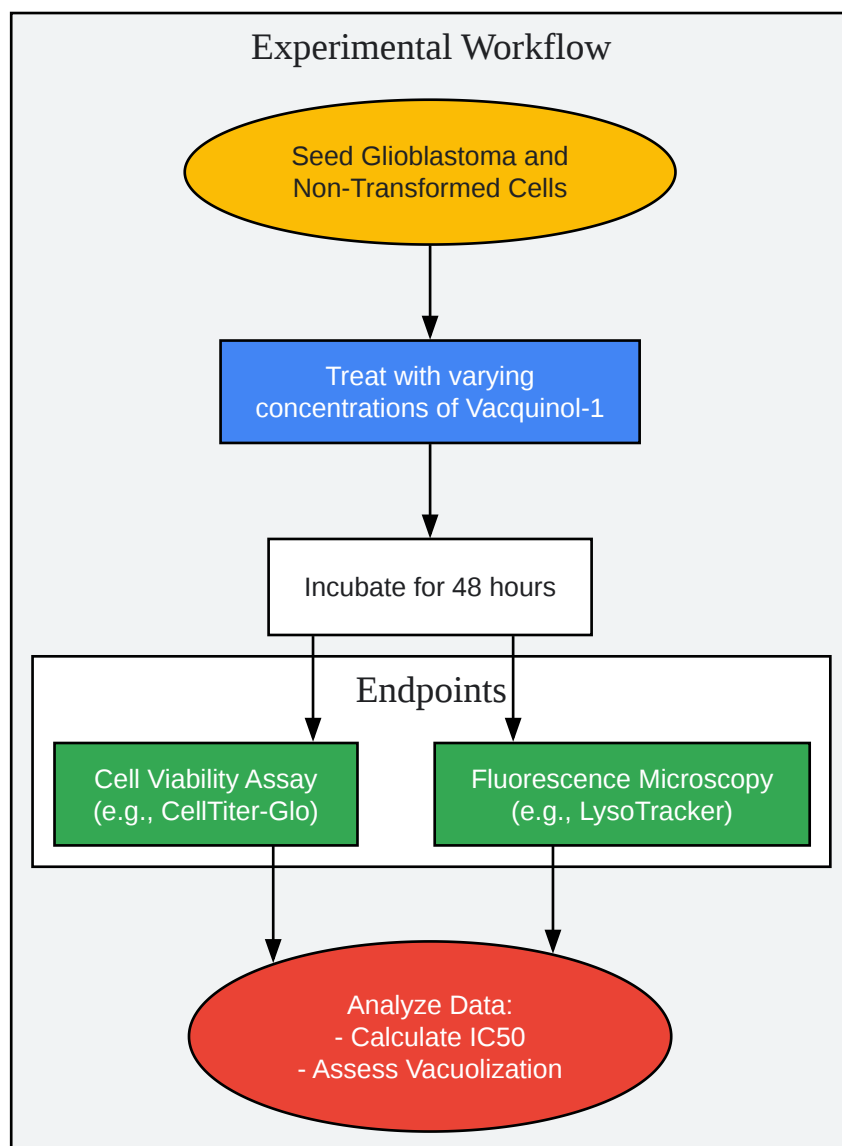 Experimental Workflow
Seed Glioblastoma and
Non-Transformed Cells
Treat with varying
concentrations of Vacquinol-1
Incubate for 48 hours
Endpoints
Cell Viability Assay
(e.g., CellTiter-Glo)
Fluorescence Microscopy
(e.g., LysoTracker)
Analyze Data:
- Calculate IC50
- Assess Vacuolization